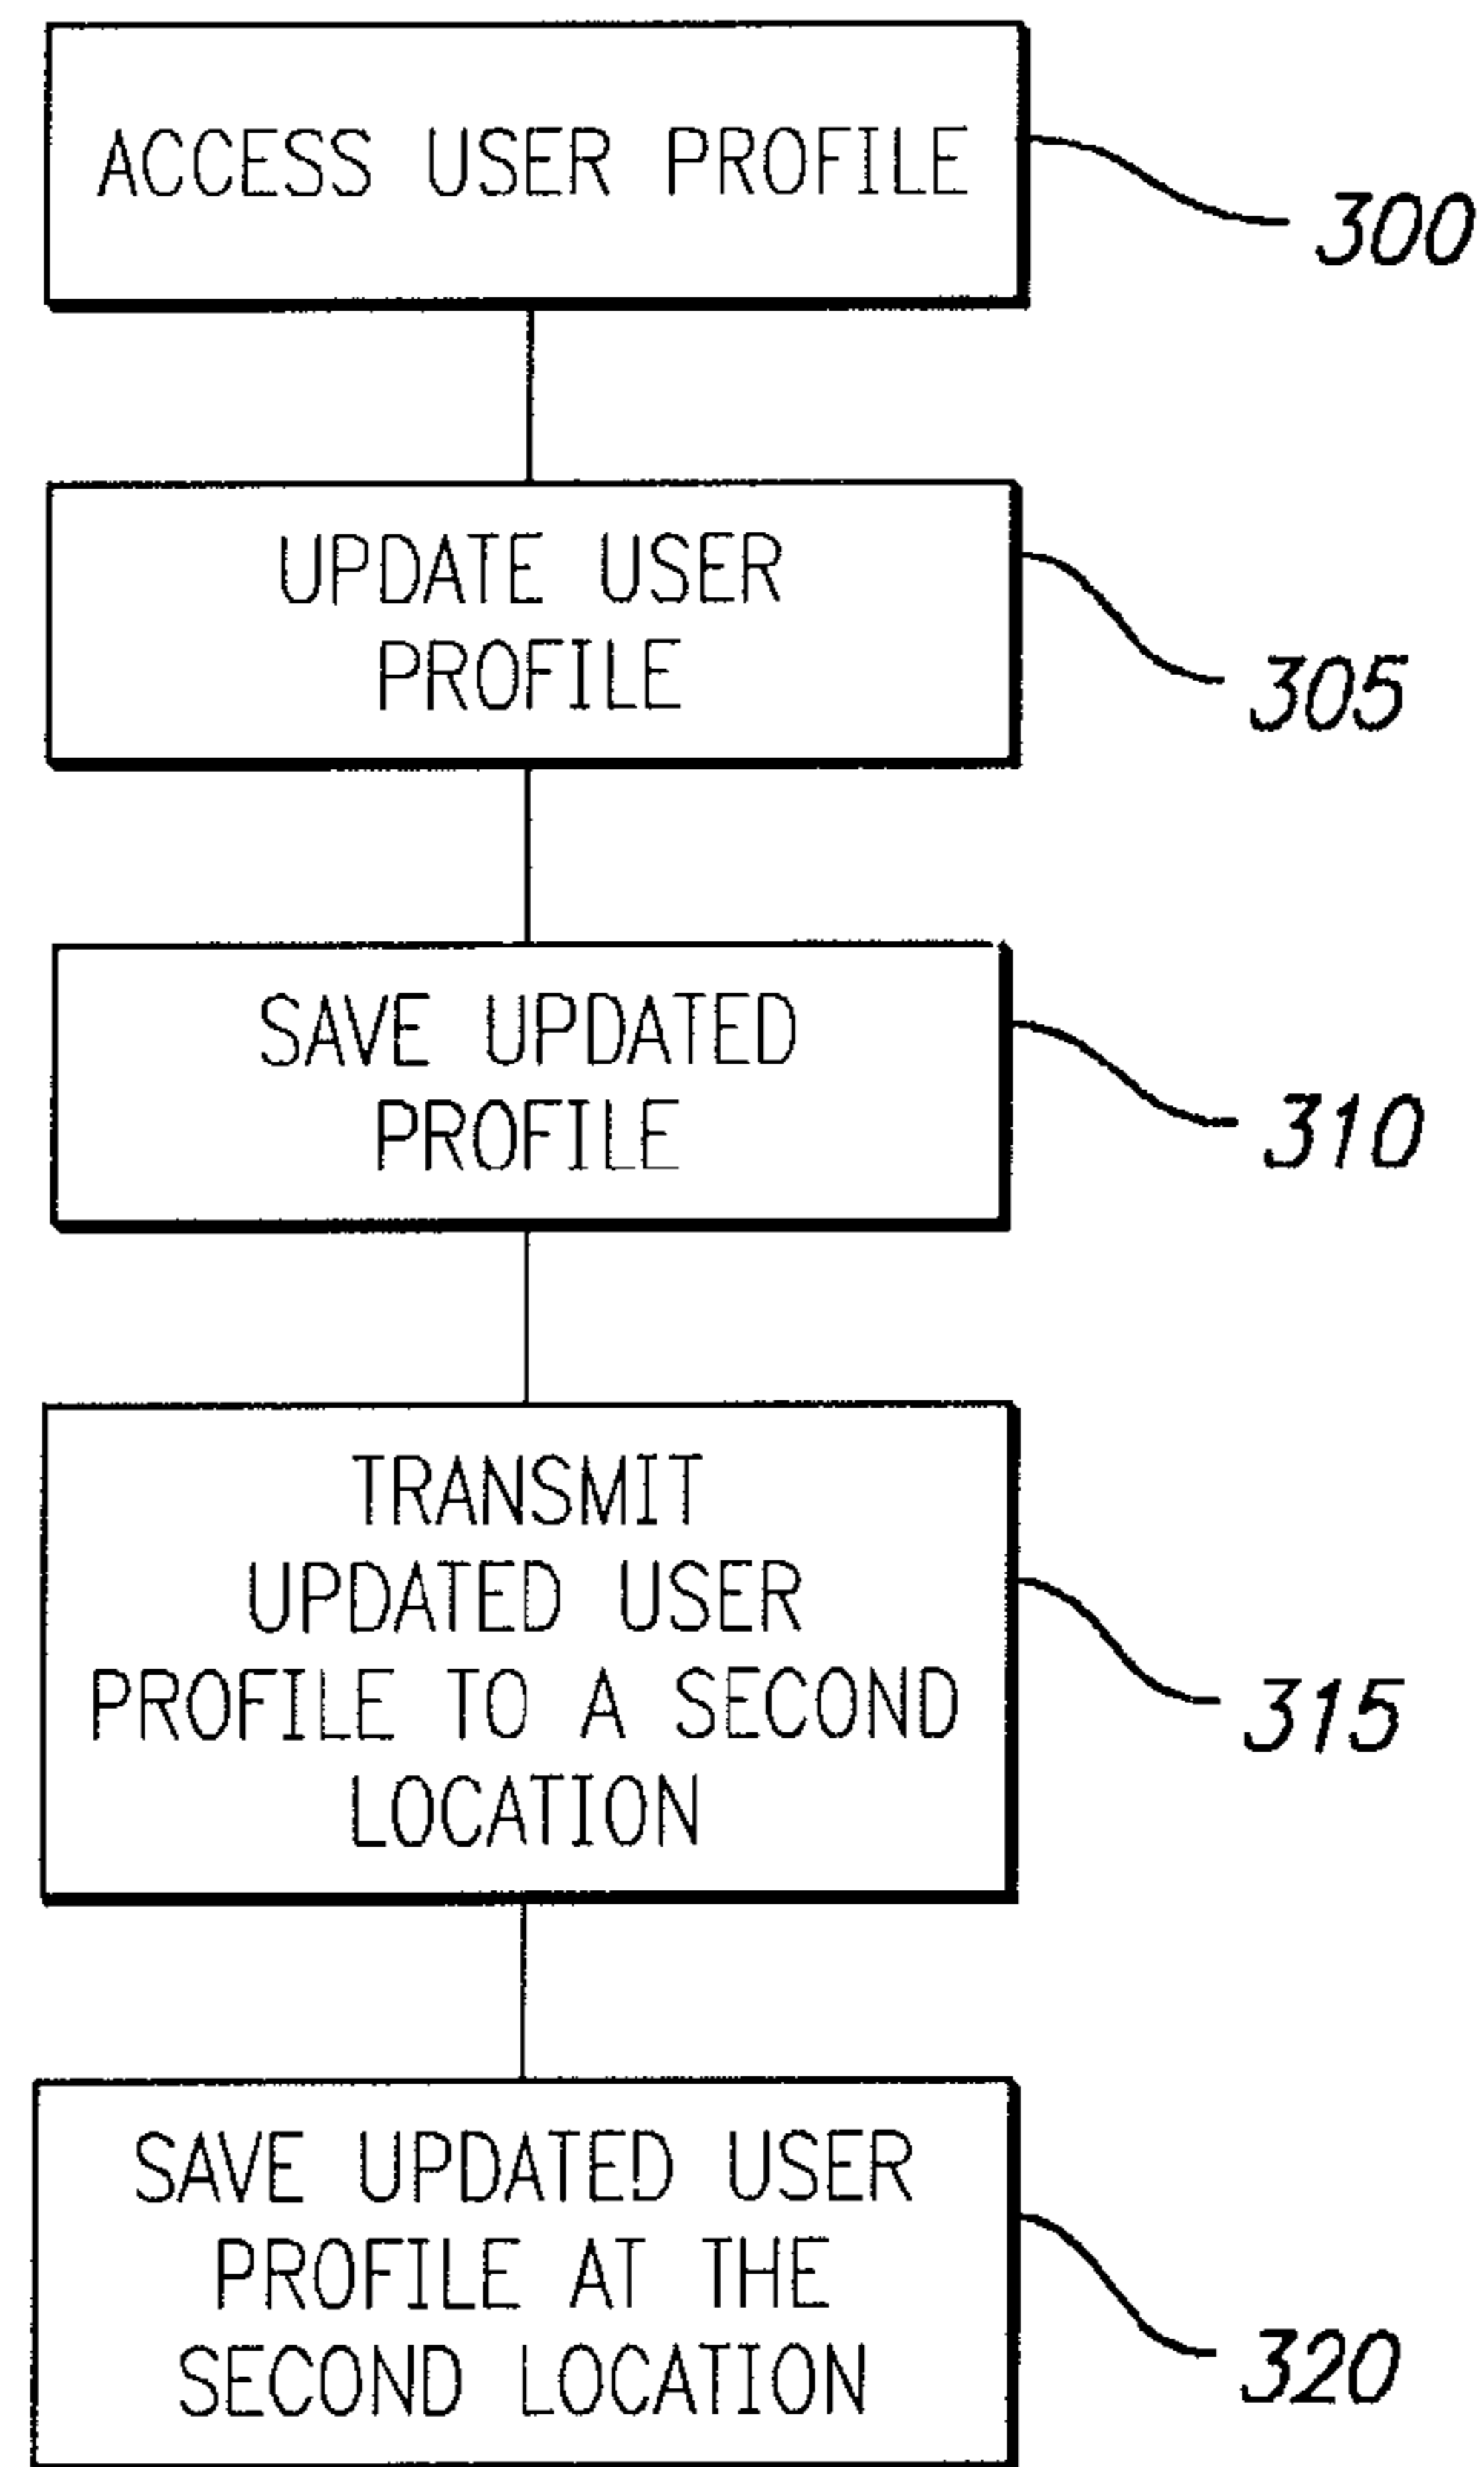 ACCESS USER PROFILE
300
UPDATE USER
PROFILE
305
SAVE UPDATED
PROFILE
310
TRANSMIT
UPDATED USER
PROFILE TO A SECOND
LOCATION
315
SAVE UPDATED USER
PROFILE AT THE
SECOND LOCATION
320